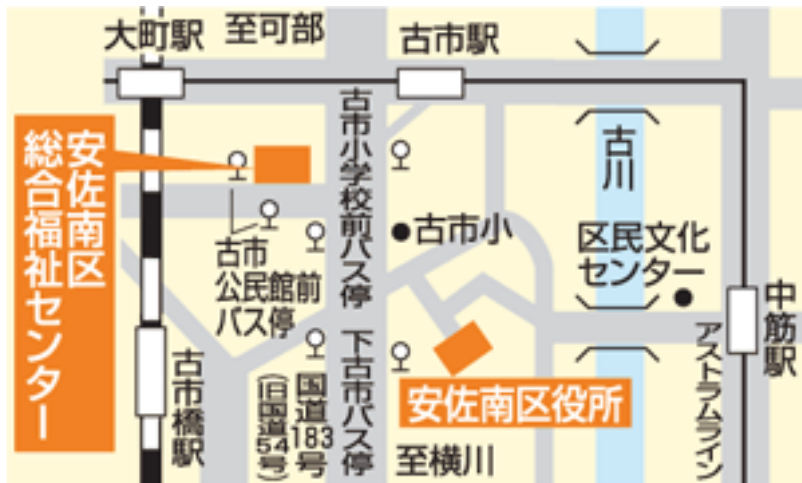 大町駅
至可部
古市駅
安佐南区
総合福祉センター
古市小学校前バス停
古川
古市小
区民文化
センター
古市
公民館前
バス停
中筋駅
アストラムライン
古市橋駅
国道183号
(旧国道54号)
下古市バス停
安佐南区役所
至横川